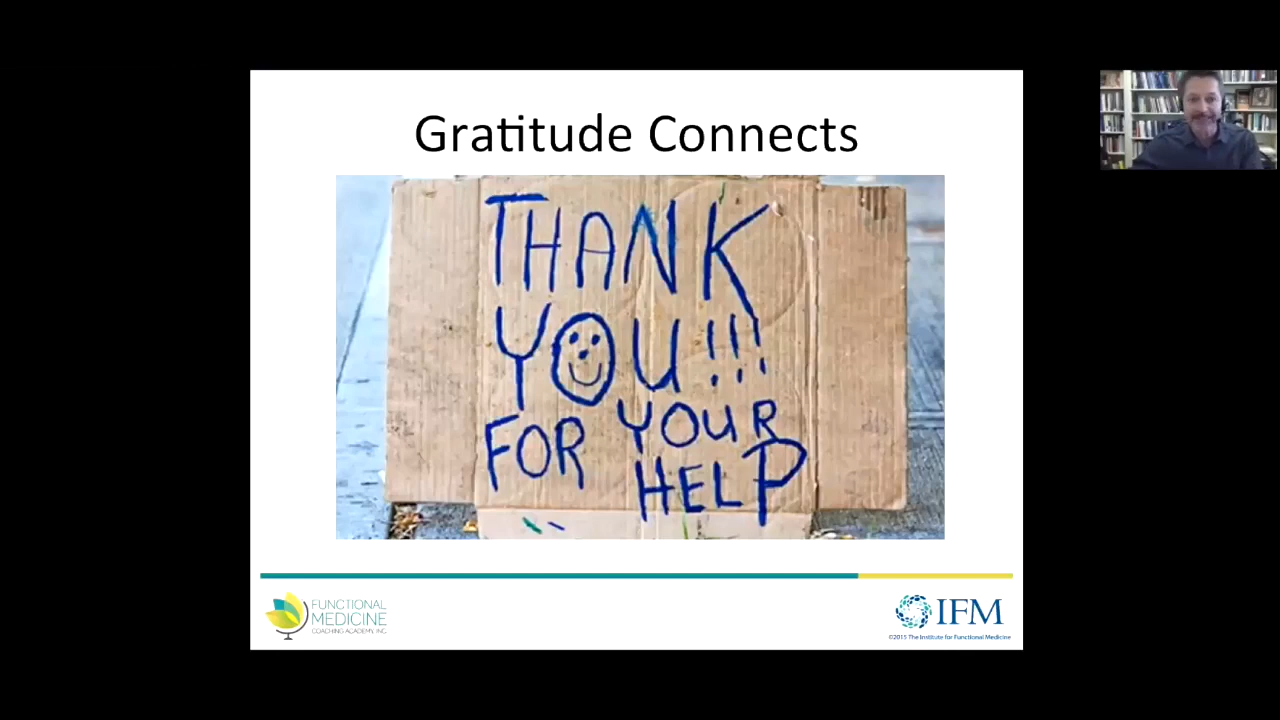 Gratitude Connects
THANK
YOU!!!
FOR YOUR
HELP
FUNCTIONAL
MEDICINE
COACHING ACADEMY, INC.
IFM
©2015 The Institute for Functional Medicine